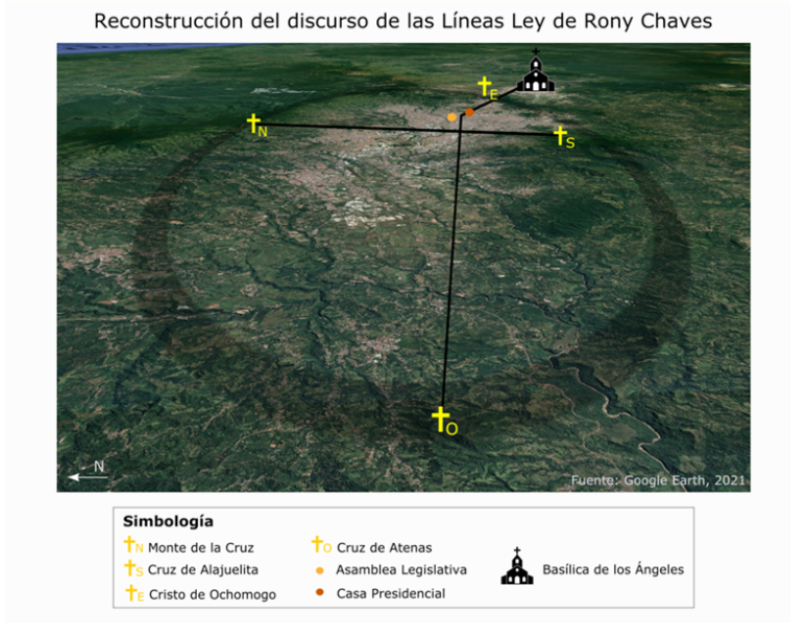 Reconstrucción del discurso de las Líneas Ley de Rony Chaves
E
N
S
O
N
Fuente: Google Earth, 2021
Simbología
N Monte de la Cruz
O Cruz de Atenas
S Cruz de Alajuelita
Asamblea Legislativa
Basílica de los Ángeles
E Cristo de Ochomogo
Casa Presidencial